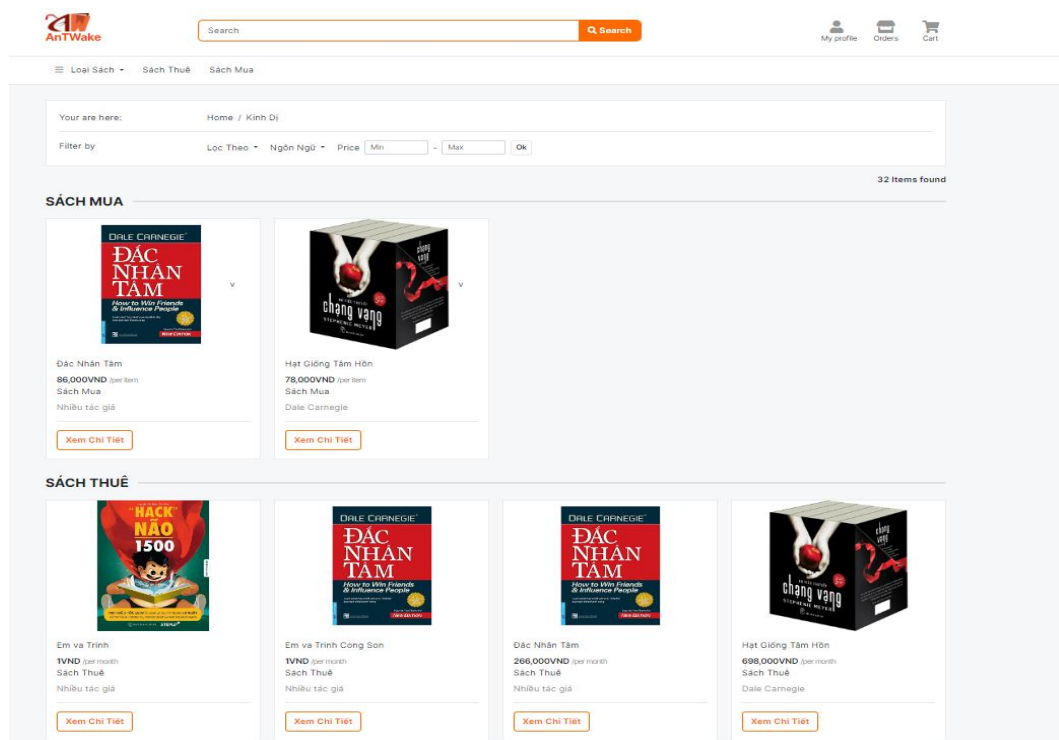 AnTWake
Search
Search
My profile Orders Cart
Loại Sách Sách Thuê Sách Mua
Your are here: Home / Kinh Dị
Filter by Lọc Theo Ngôn Ngữ Price Min - Max Ok
32 Items found
SÁCH MUA
DALE CARNEGIE
ĐẮC
NHÂN
TÂM
How to Win Friends
& Influence People
v
chạng vạng
STEPHENIE MEYER
chạng
vạng
v
Đắc Nhân Tâm
86,000VND /per item
Sách Mua
Nhiều tác giả
Xem Chi Tiết
Hạt Giống Tâm Hồn
78,000VND /per item
Sách Mua
Dale Carnegie
Xem Chi Tiết
SÁCH THUÊ
"HACK"
NÃO
1500
DALE CARNEGIE
ĐẮC
NHÂN
TÂM
How to Win Friends
& Influence People
DALE CARNEGIE
ĐẮC
NHÂN
TÂM
How to Win Friends
& Influence People
chạng vạng
STEPHENIE MEYER
chạng
vạng
Em va Trinh
1VND /per month
Sách Thuê
Nhiều tác giả
Xem Chi Tiết
Em va Trinh Cong Son
1VND /per month
Sách Thuê
Nhiều tác giả
Xem Chi Tiết
Đắc Nhân Tâm
266,000VND /per month
Sách Thuê
Nhiều tác giả
Xem Chi Tiết
Hạt Giống Tâm Hồn
698,000VND /per month
Sách Thuê
Dale Carnegie
Xem Chi Tiết